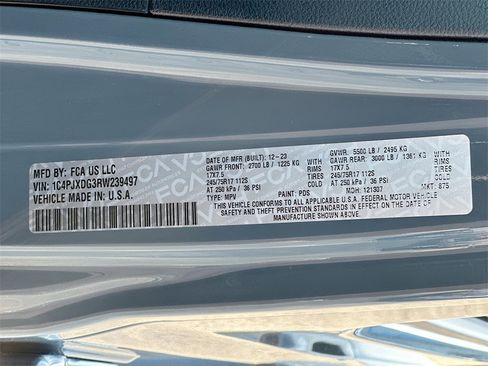 MFD BY: FCA US LLC
VIN: 1C4PJXDG3RW239497
VEHICLE MADE IN: U.S.A.
DATE OF MFR (BUILT): 12-23
GAWR FRONT: 2700 LB / 1225 KG
17X7.5
245/75R17 112S
AT 250 kPa / 36 PSI
TYPE: MPV
RIMS
TIRES
COLD
PAINT: PDS
GVWR: 5500 LB / 2495 KG
GAWR REAR: 3000 LB / 1361 KG
17X7.5
245/75R17 112S
AT 250 kPa / 36 PSI
MDH: 121307
RIMS
TIRES
COLD
MKT: 875
THIS VEHICLE CONFORMS TO ALL APPLICABLE U.S.A. FEDERAL MOTOR VEHICLE
SAFETY AND THEFT PREVENTION STANDARDS IN EFFECT ON THE DATE OF
MANUFACTURE SHOWN ABOVE.